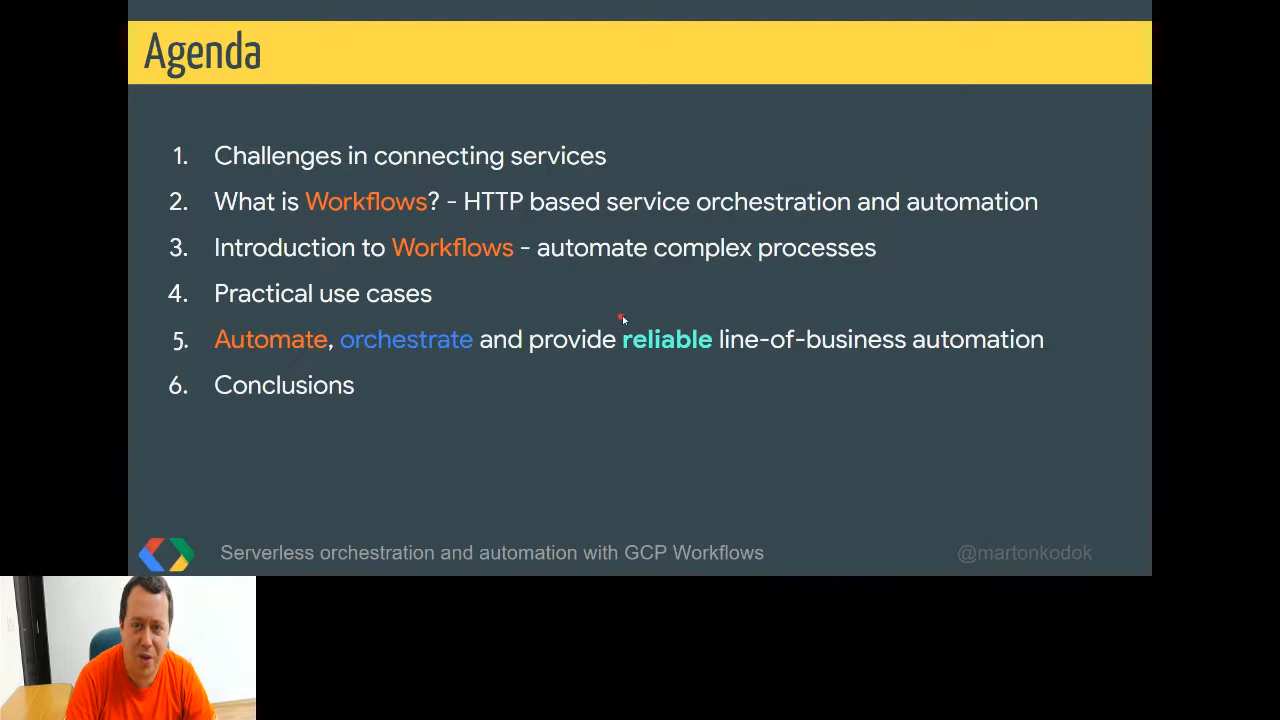 Agenda
1. Challenges in connecting services
2. What is Workflows? - HTTP based service orchestration and automation
3. Introduction to Workflows - automate complex processes
4. Practical use cases
5. Automate, orchestrate and provide reliable line-of-business automation
6. Conclusions
Serverless orchestration and automation with GCP Workflows
@martonkodok